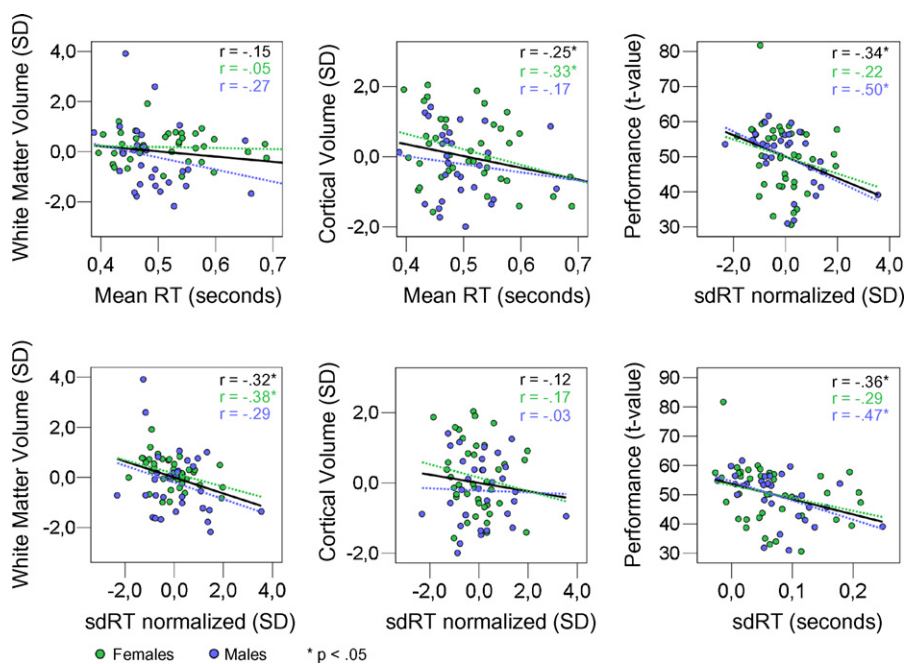 White Matter Volume (SD)
4,0
2,0
0,0
-2,0
r = -.15
r = -.05
r = -.27
0,4 0,5 0,6 0,7
Mean RT (seconds)
Cortical Volume (SD)
2,0
0,0
-2,0
r = -.25*
r = -.33*
r = -.17
0,4 0,5 0,6 0,7
Mean RT (seconds)
Performance (t-value)
80
70
60
50
40
30
r = -.34*
r = -.22
r = -.50*
-2,0 0,0 2,0 4,0
sdRT normalized (SD)
White Matter Volume (SD)
4,0
2,0
0,0
-2,0
r = -.32*
r = -.38*
r = -.29
-2,0 0,0 2,0 4,0
sdRT normalized (SD)
Cortical Volume (SD)
2,0
0,0
-2,0
r = -.12
r = -.17
r = -.03
-2,0 0,0 2,0 4,0
sdRT normalized (SD)
Performance (t-value)
80
70
60
50
40
30
r = -.36*
r = -.29
r = -.47*
0,0 0,1 0,2
sdRT (seconds)
Females Males * p < .05